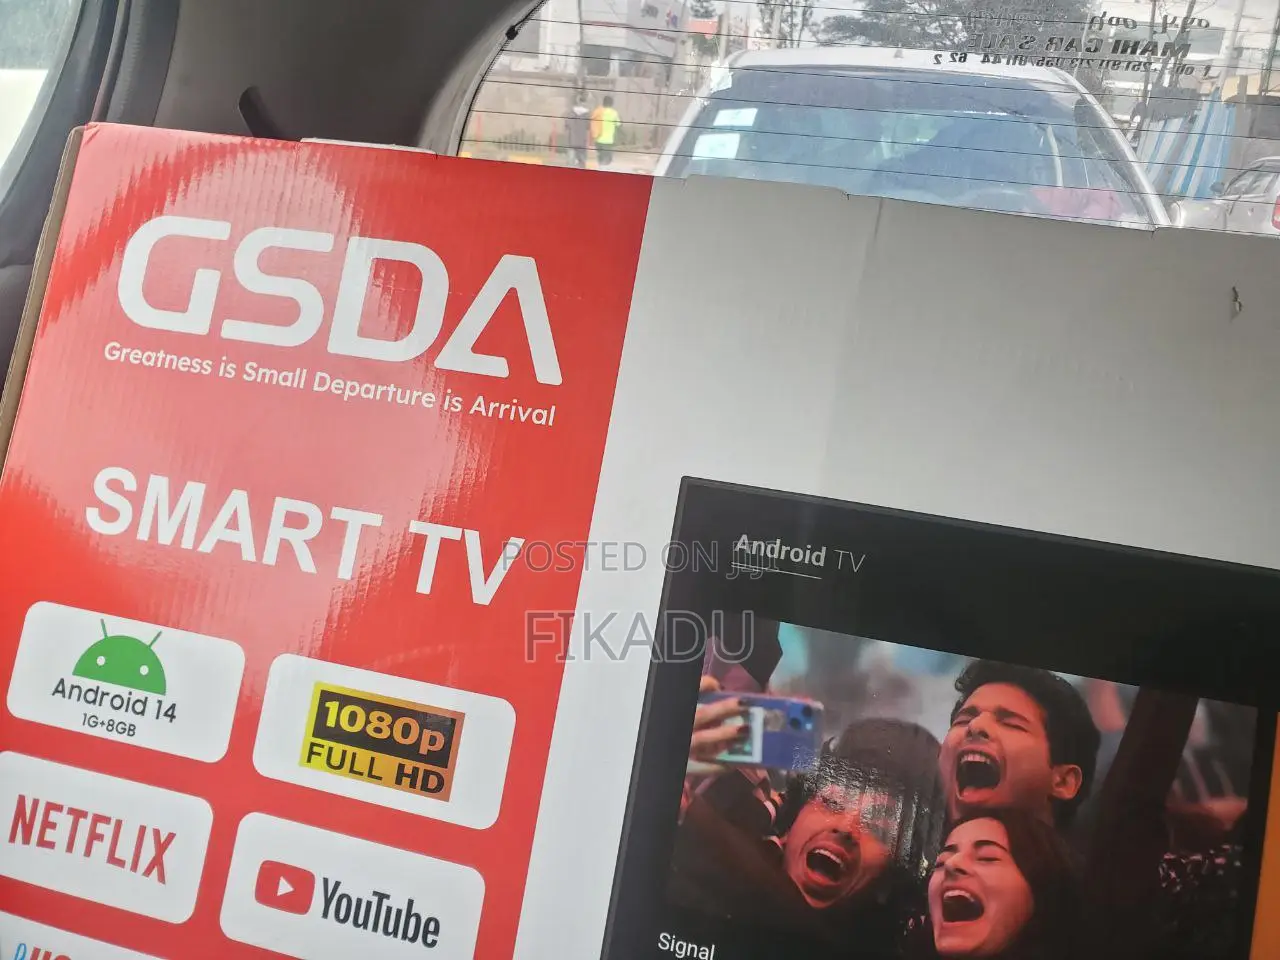 MAHI CAR SALE
GSDA
Greatness is Small Departure is Arrival
SMART TV
POSTED ON Jiji
FIKADU
Android TV
Android 14
1G+8GB
1080p
FULL HD
NETFLIX
YouTube
Signal